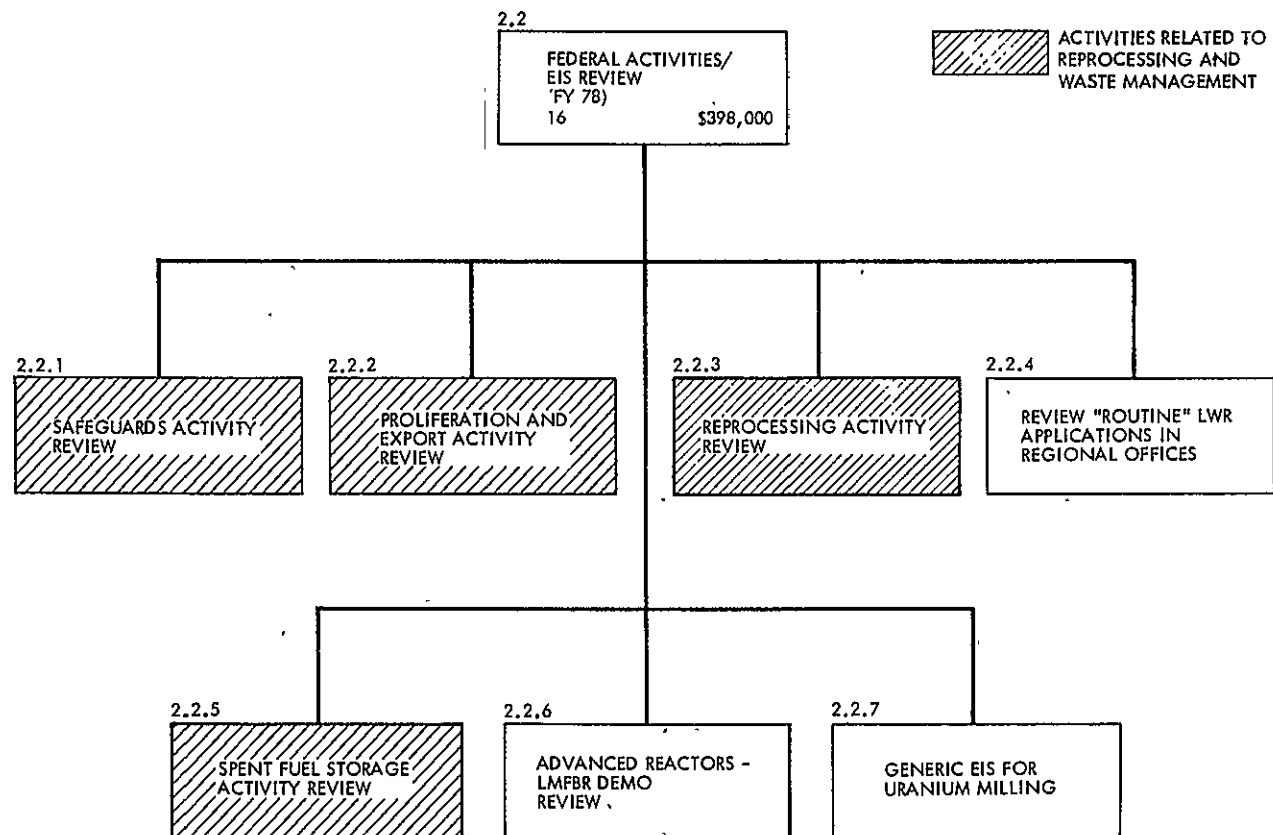 2.2
FEDERAL ACTIVITIES/
EIS REVIEW
'FY 78)
16 $398,000
ACTIVITIES RELATED TO
REPROCESSING AND
WASTE MANAGEMENT
2.2.1
SAFEGUARDS ACTIVITY
REVIEW
2.2.2
PROLIFERATION AND
EXPORT ACTIVITY
REVIEW
2.2.3
REPROCESSING ACTIVITY
REVIEW
2.2.4
REVIEW "ROUTINE" LWR
APPLICATIONS IN
REGIONAL OFFICES
2.2.5
SPENT FUEL STORAGE
ACTIVITY REVIEW
2.2.6
ADVANCED REACTORS -
LMFBR DEMO
REVIEW
2.2.7
GENERIC EIS FOR
URANIUM MILLING